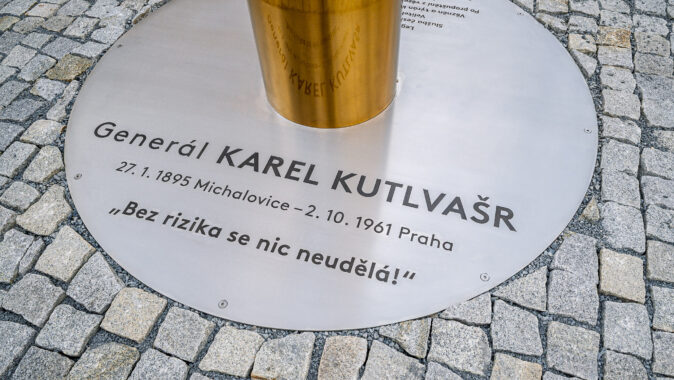 Generál KAREL KUTLVAŠR
27. 1. 1895 Michalovice – 2. 10. 1961 Praha
„Bez rizika se nic neudělá!“